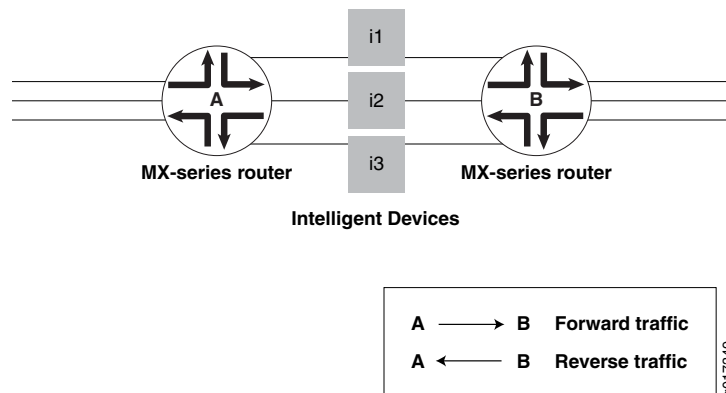 i1
A
i2
B
MX-series router
i3
MX-series router
Intelligent Devices
A B Forward traffic
A B Reverse traffic